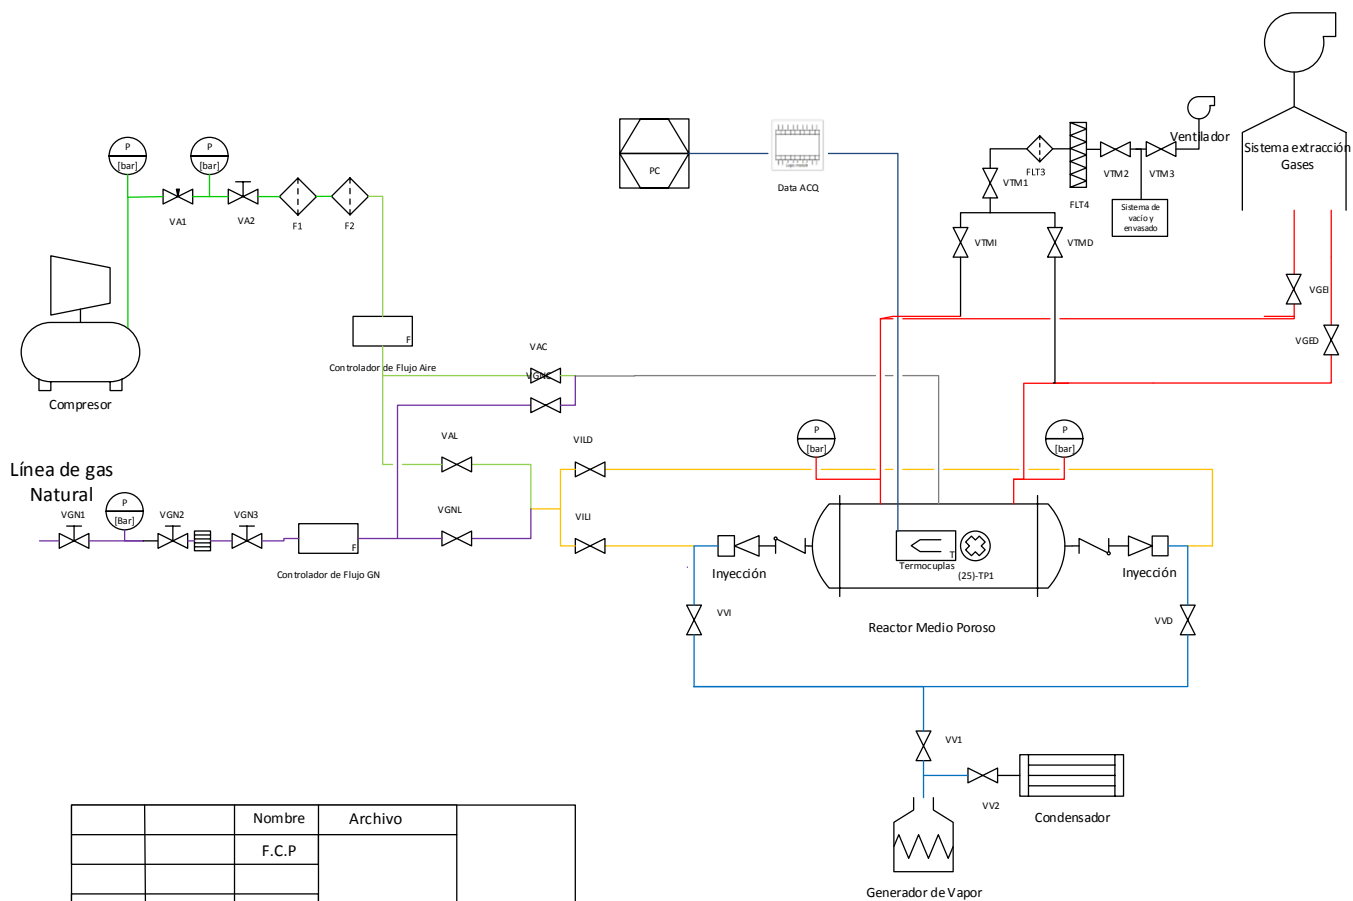 P
[bar]
P
[bar]
VA1
VA2
F1
F2
PC
Data ACQ
Ventilador
Sistema extracción
Gases
FLT3
VTM2
VTM3
VTM1
FLT4
Sistema de
vacío y
envasado
VTMI
VTMD
VGEI
VGED
F
Controlador de Flujo Aire
VAC
VGNC
Compresor
VAL
VILD
P
[bar]
P
[bar]
Línea de gas
Natural
VGN1
P
[Bar]
VGN2
VGN3
VGNL
VILI
F
Controlador de Flujo GN
Inyección
T
Termocuplas
(25)-TP1
Inyección
VVI
VVD
Reactor Medio Poroso
VV1
VV2
Condensador
Generador de Vapor
Nombre
Archivo
F.C.P